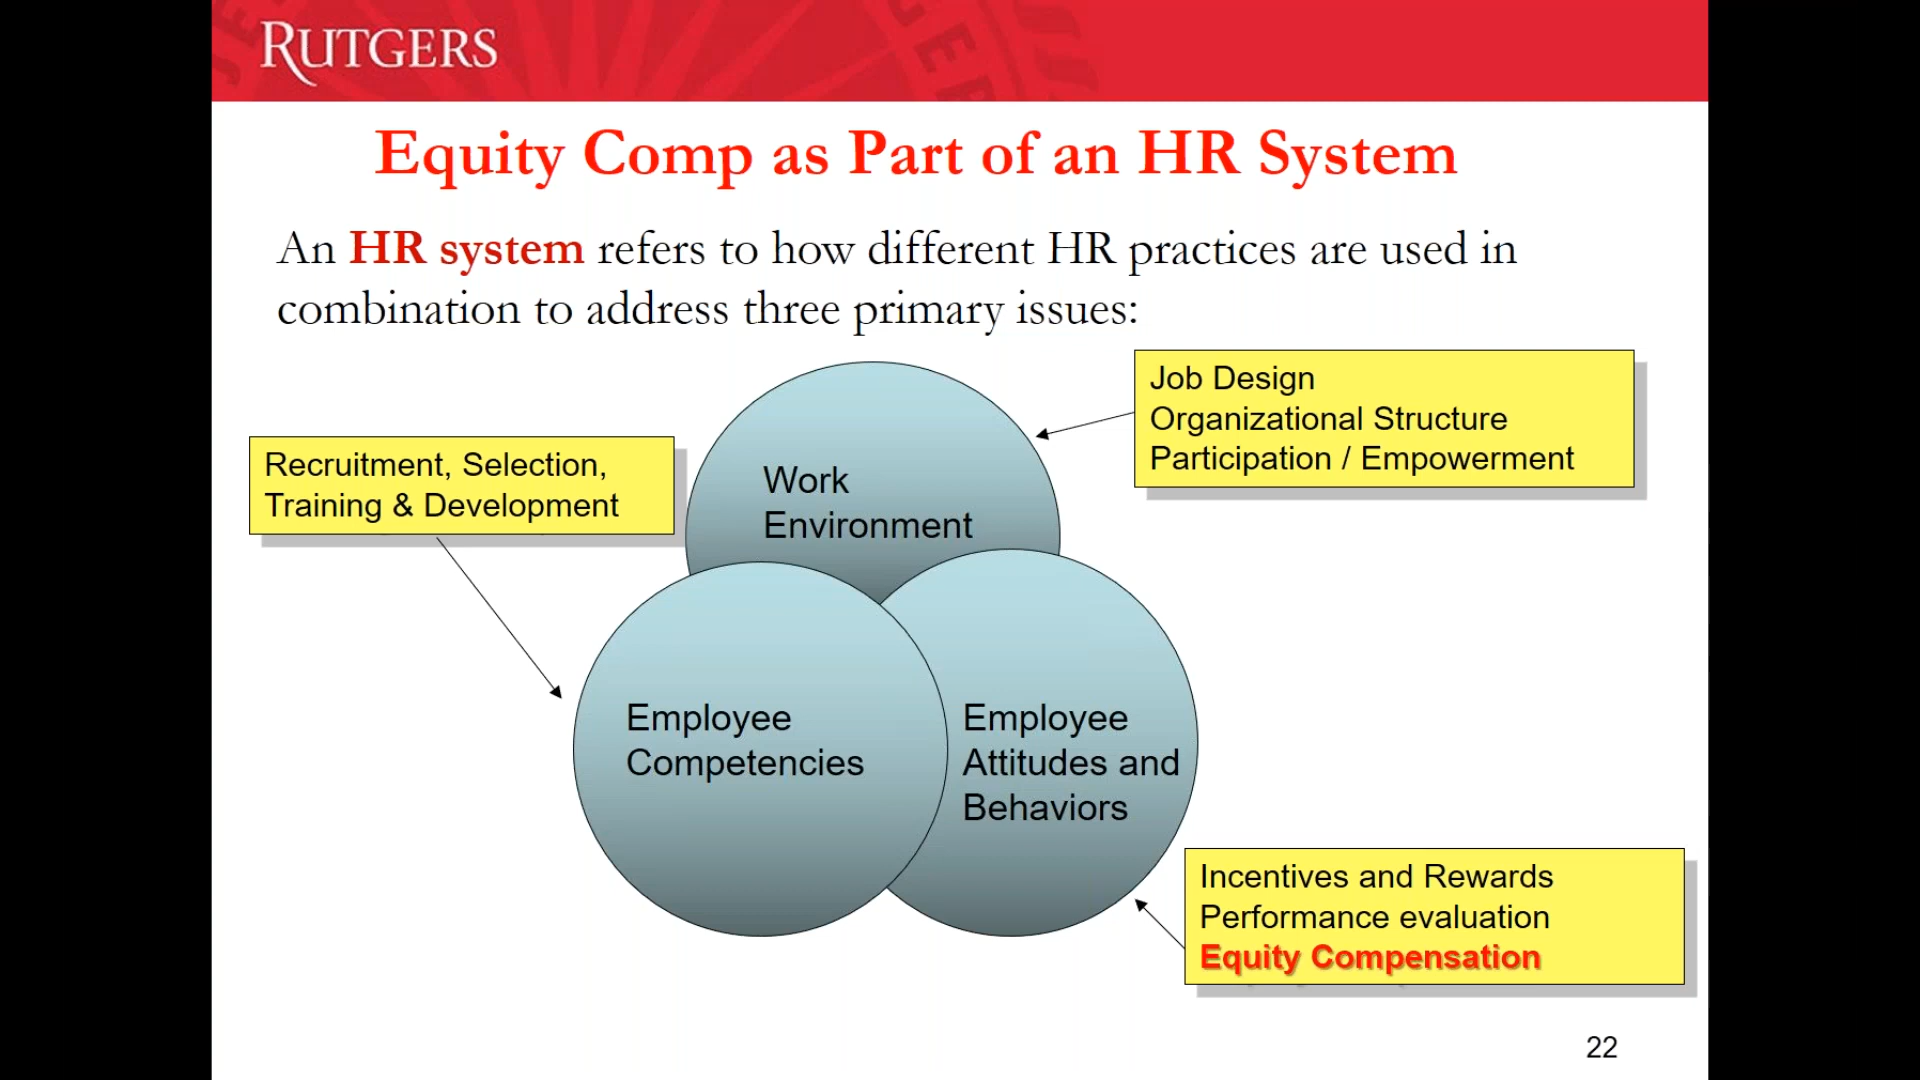 RUTGERS
Equity Comp as Part of an HR System
An HR system refers to how different HR practices are used in
combination to address three primary issues:
Job Design
Organizational Structure
Participation / Empowerment
Recruitment, Selection,
Training & Development
Work
Environment
Employee
Competencies
Employee
Attitudes and
Behaviors
Incentives and Rewards
Performance evaluation
Equity Compensation
22